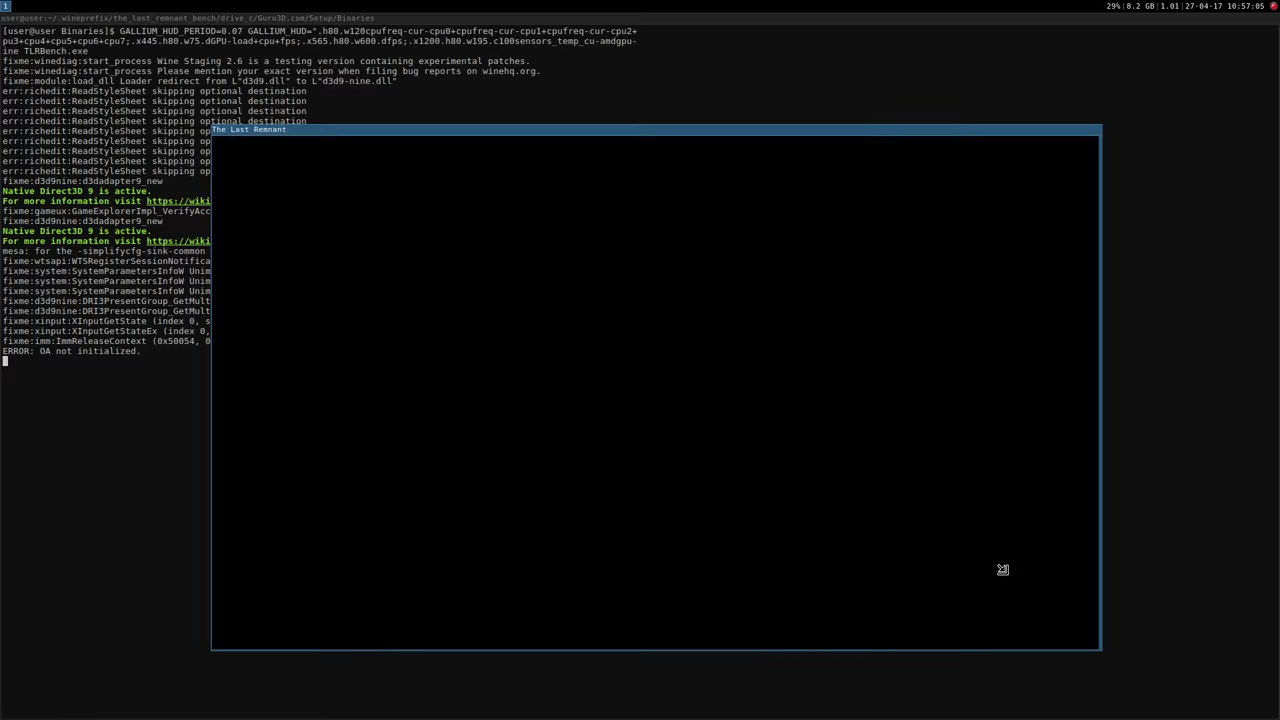 1
29%|8.2 GB|1.01|27-04-17 10:57:05
user@user:~/.wineprefix/the_last_remnant_bench/drive_c/Guru3D.com/Setup/Binaries
[user@user Binaries]$ GALLIUM_HUD_PERIOD=0.07 GALLIUM_HUD=".h80.w120cpufreq-cur-cpu0+cpufreq-cur-cpu1+cpufreq-cur-cpu2+
pu3+cpu4+cpu5+cpu6+cpu7;.x445.h80.w75.dGPU-load+cpu+fps;.x565.h80.w600.dfps;.x1200.h80.w195.c100sensors_temp_cu-amdgpu-
ine TLRBench.exe
fixme:winediag:start_process Wine Staging 2.6 is a testing version containing experimental patches.
fixme:winediag:start_process Please mention your exact version when filing bug reports on winehq.org.
fixme:module:load_dll Loader redirect from L"d3d9.dll" to L"d3d9-nine.dll"
err:richedit:ReadStyleSheet skipping optional destination
err:richedit:ReadStyleSheet skipping optional destination
err:richedit:ReadStyleSheet skipping optional destination
err:richedit:ReadStyleSheet skipping optional destination
err:richedit:ReadStyleSheet skipping op
The Last Remnant
err:richedit:ReadStyleSheet skipping op
err:richedit:ReadStyleSheet skipping op
err:richedit:ReadStyleSheet skipping op
err:richedit:ReadStyleSheet skipping op
fixme:d3d9nine:d3dadapter9_new
Native Direct3D 9 is active.
For more information visit https://wiki
fixme:gameux:GameExplorerImpl_VerifyAcc
fixme:d3d9nine:d3dadapter9_new
Native Direct3D 9 is active.
For more information visit https://wiki
mesa: for the -simplifycfg-sink-common
fixme:wtsapi:WTSRegisterSessionNotifica
fixme:system:SystemParametersInfoW Unim
fixme:system:SystemParametersInfoW Unim
fixme:system:SystemParametersInfoW Unim
fixme:d3d9nine:DRI3PresentGroup_GetMult
fixme:d3d9nine:DRI3PresentGroup_GetMult
fixme:xinput:XInputGetState (index 0, s
fixme:xinput:XInputGetStateEx (index 0,
fixme:imm:ImmReleaseContext (0x50054, 0
ERROR: OA not initialized.